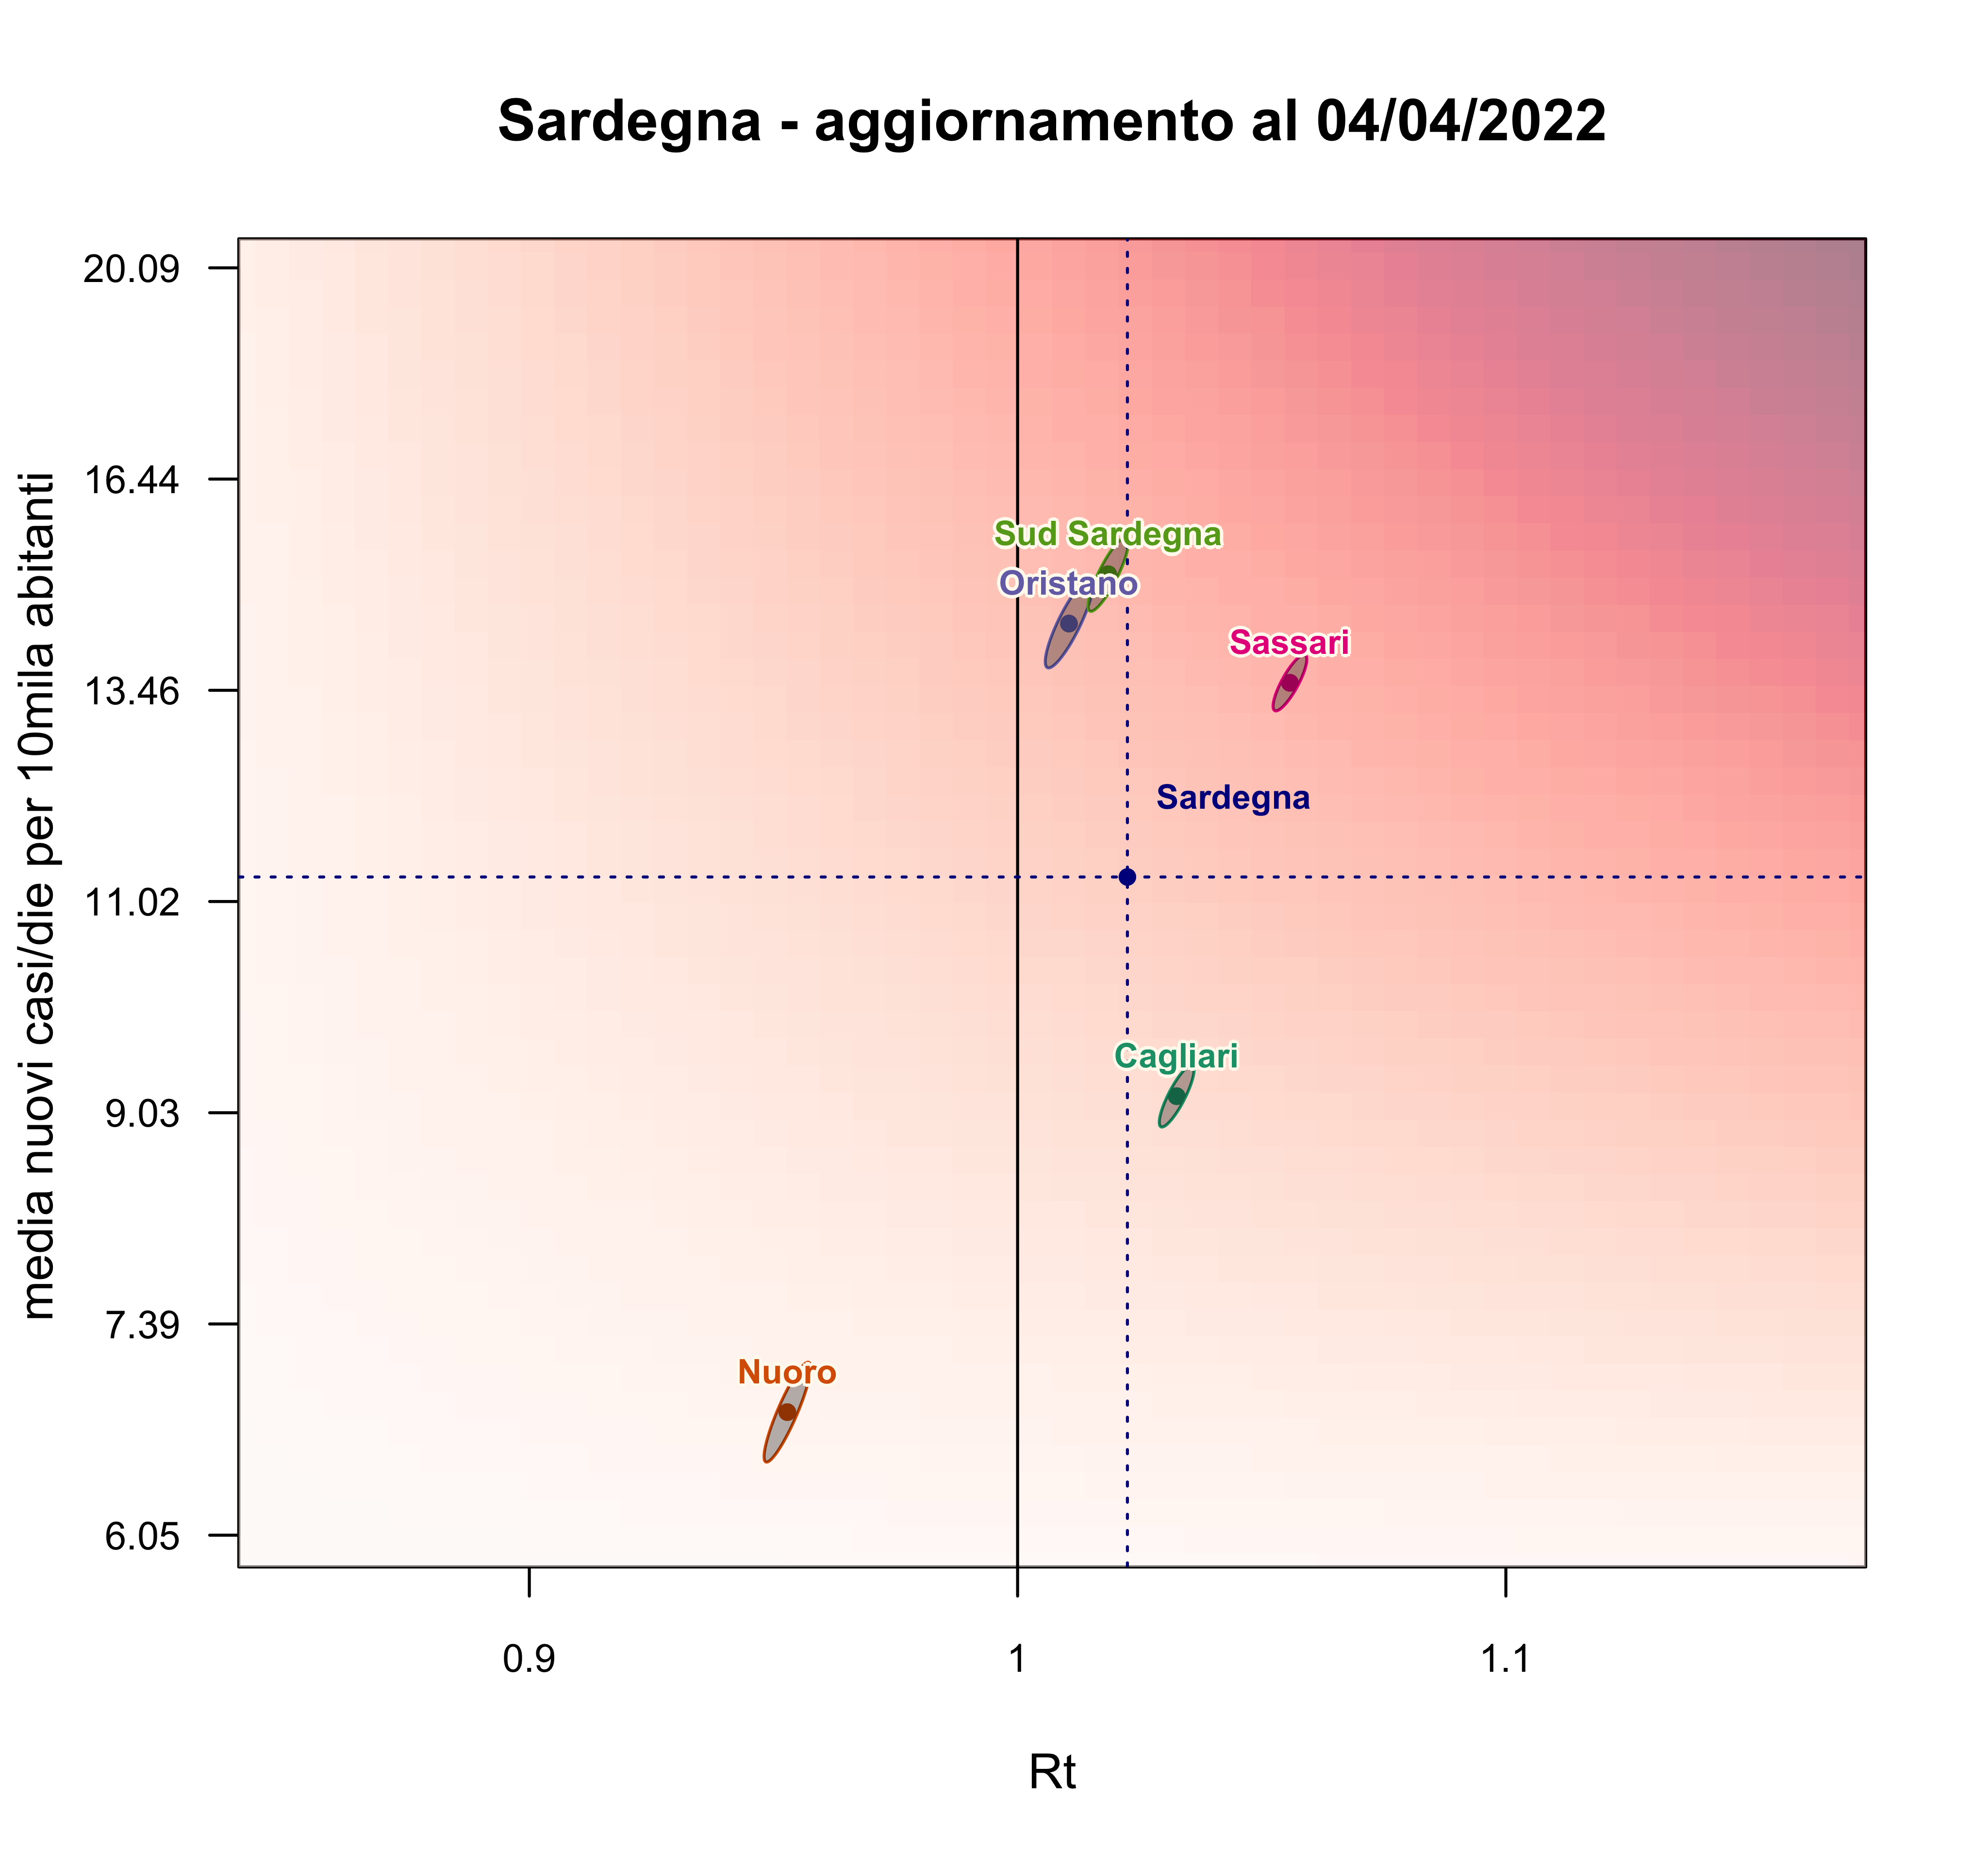 Sardegna - aggiornamento al 04/04/2022
media nuovi casi/die per 10mila abitanti
20.09
16.44
13.46
11.02
9.03
7.39
6.05
Sud Sardegna
Oristano
Sassari
Sardegna
Cagliari
Nuoro
0.9
1
1.1
Rt